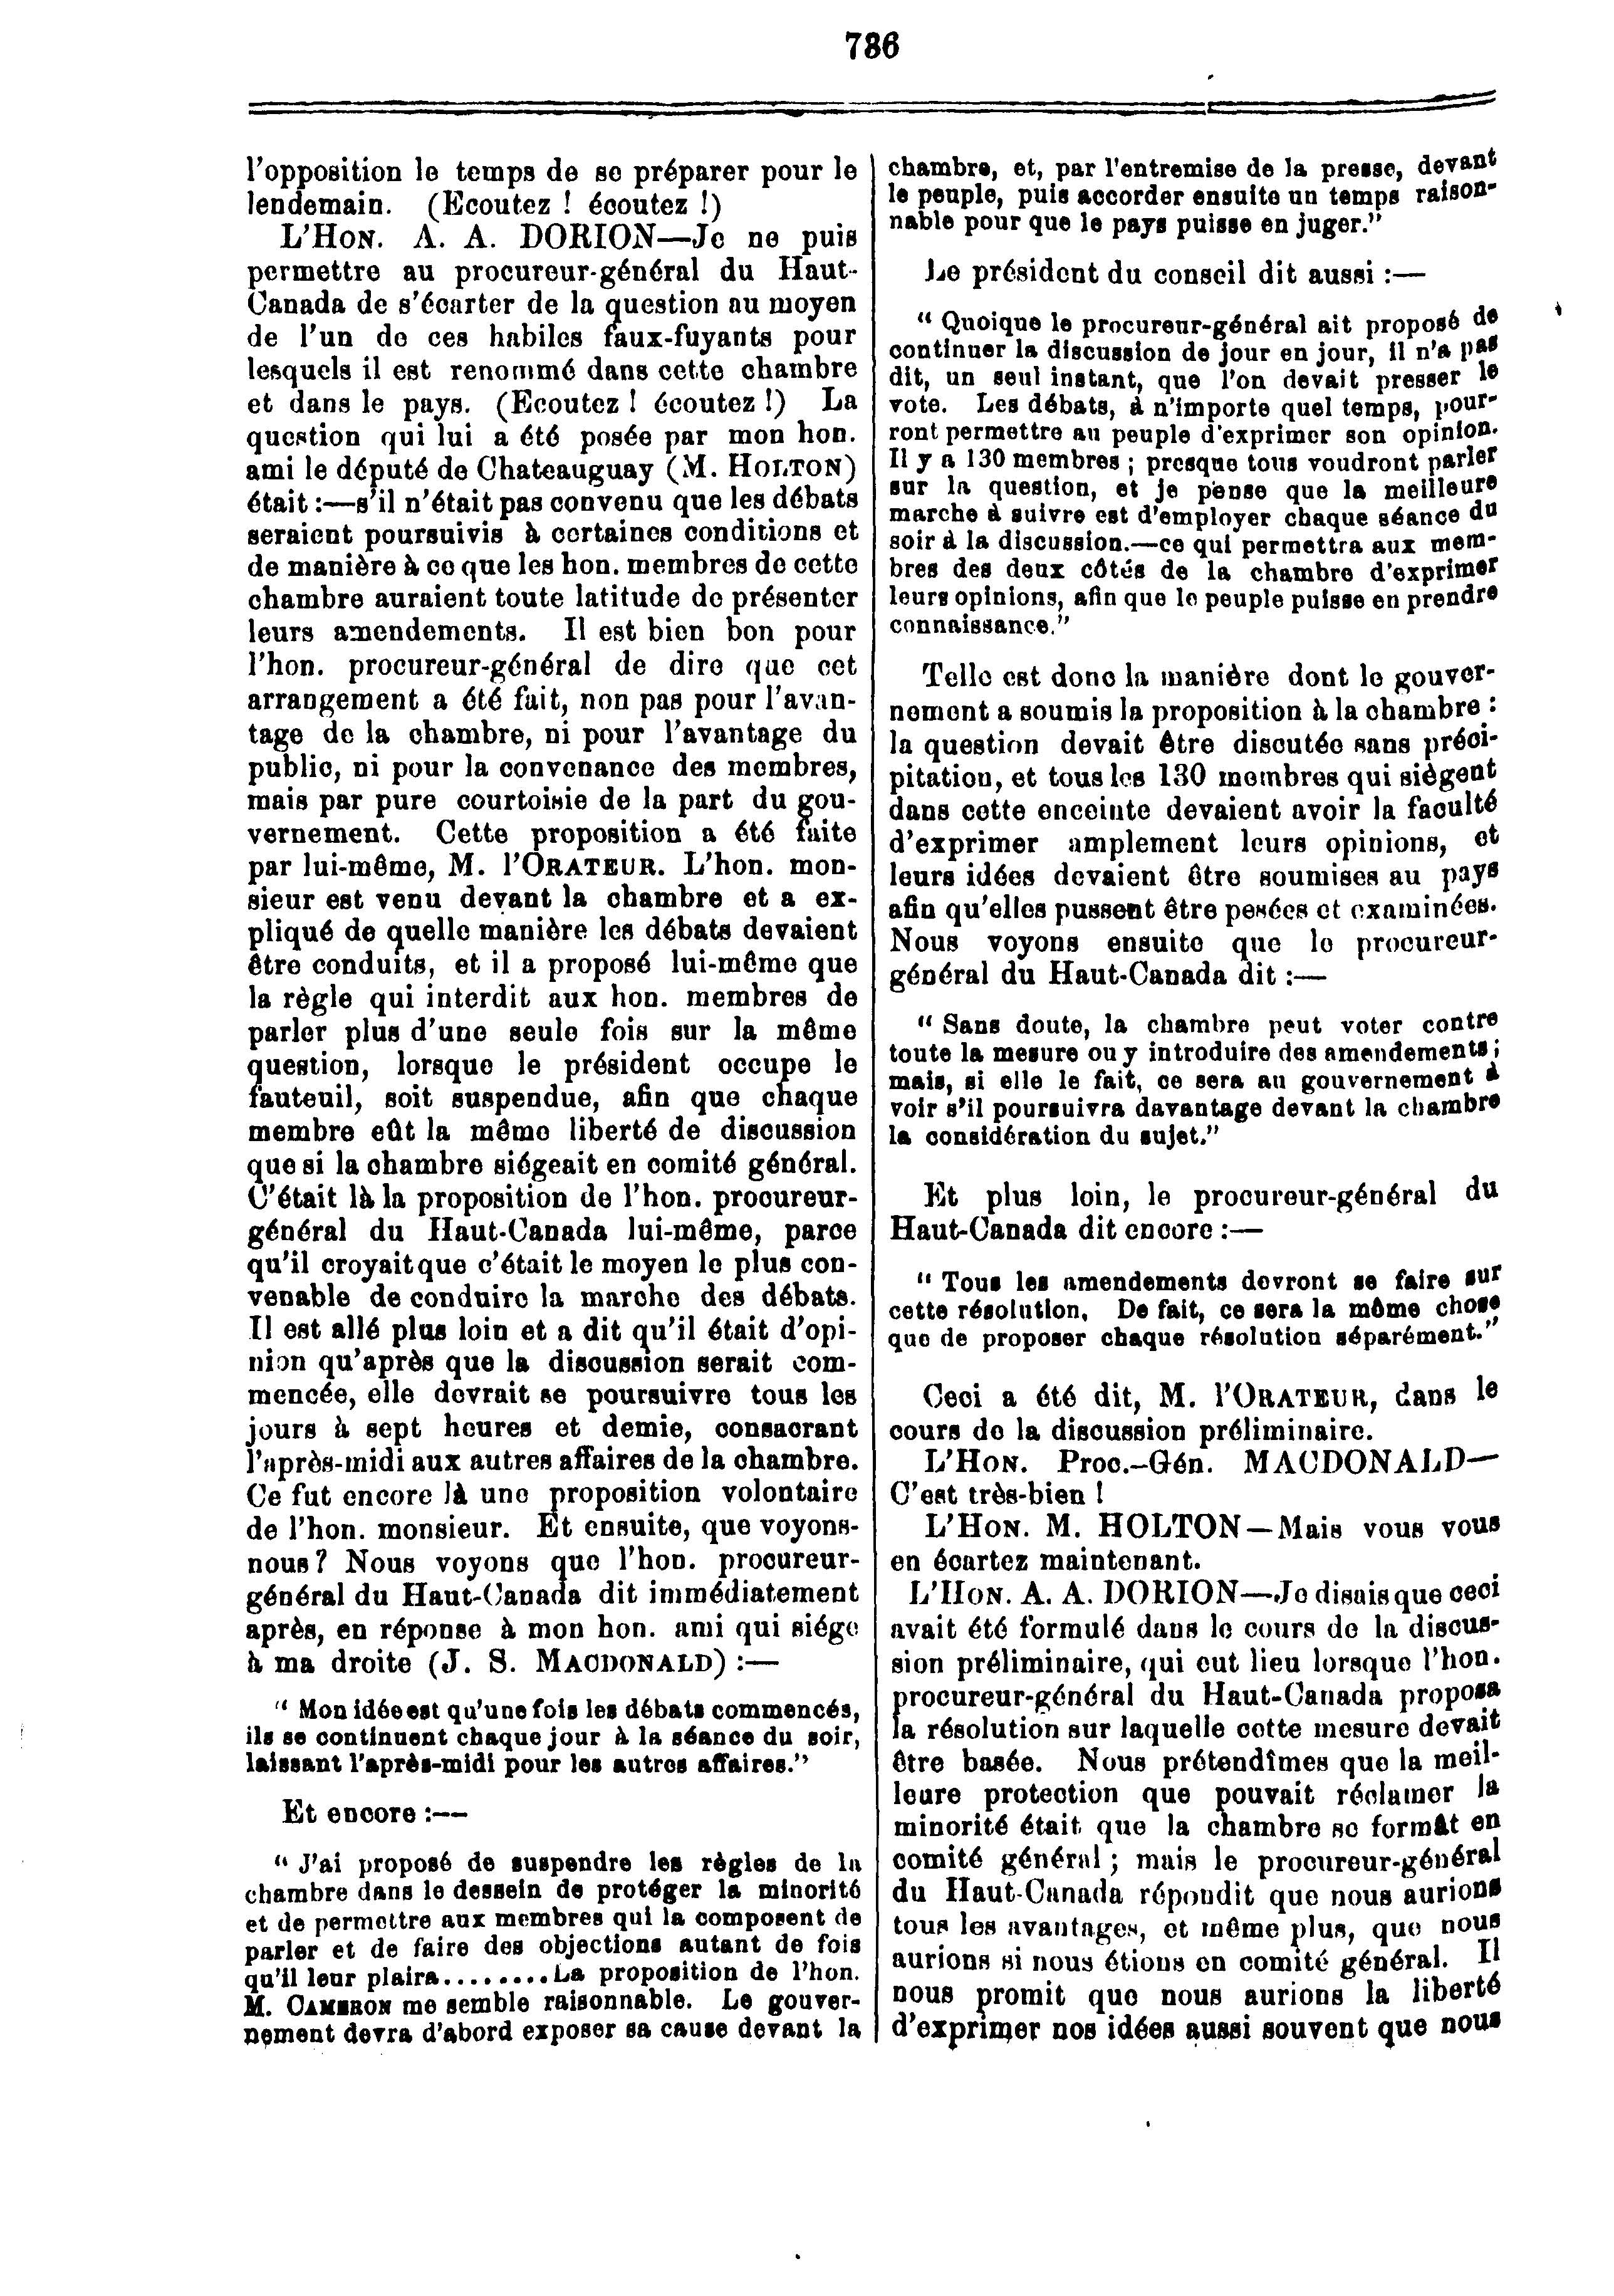 786
l'opposition le temps de se préparer pour le
lendemain. (Ecoutez ! écoutez !)
L'HON. A. A. DORION—Je ne puis
permettre au procureur-général du Haut-
Canada de s'écarter de la question au moyen
de l'un de ces habiles faux-fuyants pour
lesquels il est renommé dans cette chambre
et dans le pays. (Ecoutez ! écoutez !) La
question qui lui a été posée par mon hon.
ami le député de Chateauguay (M. HOLTON)
était :—s'il n'était pas convenu que les débats
seraient poursuivis à certaines conditions et
de manière à ce que les hon. membres de cette
chambre auraient toute latitude de présenter
leurs amendements. Il est bien bon pour
l'hon. procureur-général de dire que cet
arrangement a été fait, non pas pour l'avan-
tage de la chambre, ni pour l'avantage du
public, ni pour la convenance des membres,
mais par pure courtoisie de la part du gou-
vernement. Cette proposition a été faite
par lui-même, M. l'ORATEUR. L'hon. mon-
sieur est venu devant la chambre et a ex-
pliqué de quelle manière les débats devaient
être conduits, et il a proposé lui-même que
la règle qui interdit aux hon. membres de
parler plus d'une seule fois sur la même
question, lorsque le président occupe le
fauteuil, soit suspendue, afin que chaque
membre eût la même liberté de discussion
que si la chambre siégeait en comité général.
C'était là la proposition de l'hon. procureur-
général du Haut-Canada lui-même, parce
qu'il croyait que c'était le moyen le plus con-
venable de conduire la marche des débats.
Il est allé plus loin et a dit qu'il était d'opi-
nion qu'après que la discussion serait com-
mencée, elle devrait se poursuivre tous les
jours à sept heures et demie, consacrant
l'après-midi aux autres affaires de la chambre.
Ce fut encore là une proposition volontaire
de l'hon. monsieur. Et ensuite, que voyons-
nous? Nous voyons que l'hon. procureur-
général du Haut-Canada dit immédiatement
après, en réponse à mon hon. ami qui siége
à ma droite (J. S. MACDONALD) :—
" Mon idée est qu'une fois les débats commencés,
ils se continuent chaque jour à la séance du soir,
laissant l'après-midi pour les autres affaires."
Et encore :—
" J'ai proposé de suspendre les règles de la
chambre dans le dessein de protéger la minorité
et de permettre aux membres qui la composent de
parler et de faire des objections autant de fois
qu'il leur plaira........La proposition de l'hon.
M. CAMERON me semble raisonnable. Le gouver-
nement devra d'abord exposer sa cause devant la
chambre, et, par l'entremise de la presse, devant
le peuple, puis accorder ensuite un temps raison-
nable pour que le pays puisse en juger."
Le président du conseil dit aussi :—
" Quoique le procureur-général ait proposé de
continuer la discussion de jour en jour, il n'a pas
dit, un seul instant, que l'on devait presser le
vote. Les débats, à n'importe quel temps, pour-
ront permettre au peuple d'exprimer son opinion.
Il y a 130 membres ; presque tous voudront parler
sur la question, et je pense que la meilleure
marche à suivre est d'employer chaque séance du
soir à la discussion.—ce qui permettra aux mem-
bres des deux côtés de la chambre d'exprimer
leurs opinions, afin que le peuple puisse en prendre
connaissance."
Telle est donc la manière dont le gouver-
nement a soumis la proposition à la chambre :
la question devait être discutée sans préci-
pitation, et tous les 130 membres qui siègent
dans cette enceinte devaient avoir la faculté
d'exprimer amplement leurs opinions, et
leurs idées devaient être soumises au pays
afin qu'elles pussent être pesées et examinées.
Nous voyons ensuite que le procureur-
général du Haut-Canada dit :—
" Sans doute, la chambre peut voter contre
toute la mesure ou y introduire des amendements ;
mais, si elle le fait, ce sera au gouvernement à
voir s'il poursuivra davantage devant la chambre
la considération du sujet."
Et plus loin, le procureur-général du
Haut-Canada dit encore :—
" Tous les amendements devront se faire sur
cette résolution. De fait, ce sera la même chose
que de proposer chaque résolution séparément."
Ceci a été dit, M. l'ORATEUR, dans le
cours de la discussion préliminaire.
L'HON. Proc.-Gén. MACDONALD—
C'est très-bien !
L'HON. M. HOLTON—Mais vous vous
en écartez maintenant.
L'HON. A. A. DORION—Je disais que ceci
avait été formulé dans le cours de la discus-
sion préliminaire, qui eut lieu lorsque l'hon.
procureur-général du Haut-Canada proposa
la résolution sur laquelle cette mesure devait
être basée. Nous prétendîmes que la meil-
leure protection que pouvait réclamer la
minorité était que la chambre se formât en
comité général ; mais le procureur-général
du Haut-Canada répondit que nous aurions
tous les avantages, et même plus, que nous
aurions si nous étions en comité général. Il
nous promit que nous aurions la liberté
d'exprimer nos idées aussi souvent que nous